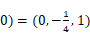 0) = (0, −1/4, 1)